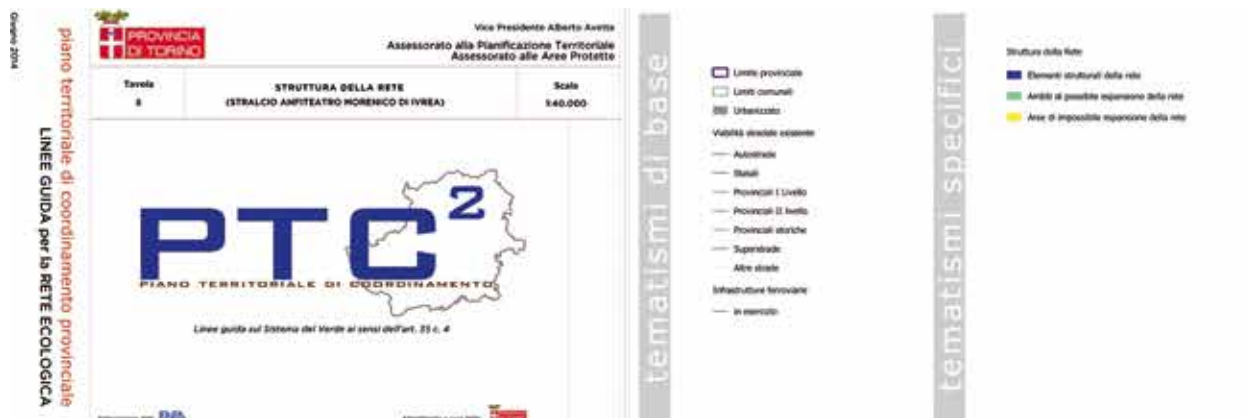 Giugno 2014
piano territoriale di coordinamento provinciale
LINEE GUIDA per la RETE ECOLOGICA
PROVINCIA
DI TORINO
Vice Presidente Alberto Avetta
Assessorato alla Pianificazione Territoriale
Assessorato alle Aree Protette
Tavola
STRUTTURA DELLA RETE
(STRALCIO ANFITEATRO MORENICO DI IVREA)
Scala
1:40.000
PTC2
PIANO TERRITORIALE DI COORDINAMENTO
Linee guida sul Sistema del Verde ai sensi dell'art. 35 c. 4
tematismi di base
Limite provinciale
Limiti comunali
Urbanizzato
Viabilità stradale esistente
Autostrade
Statali
Provinciali I Livello
Provinciali II livello
Provinciali storiche
Superstrade
Altre strade
Infrastrutture ferroviarie
in esercizio
tematismi specifici
Struttura della Rete
Elementi strutturali della rete
Ambiti di possibile espansione della rete
Aree di impossibile espansione della rete